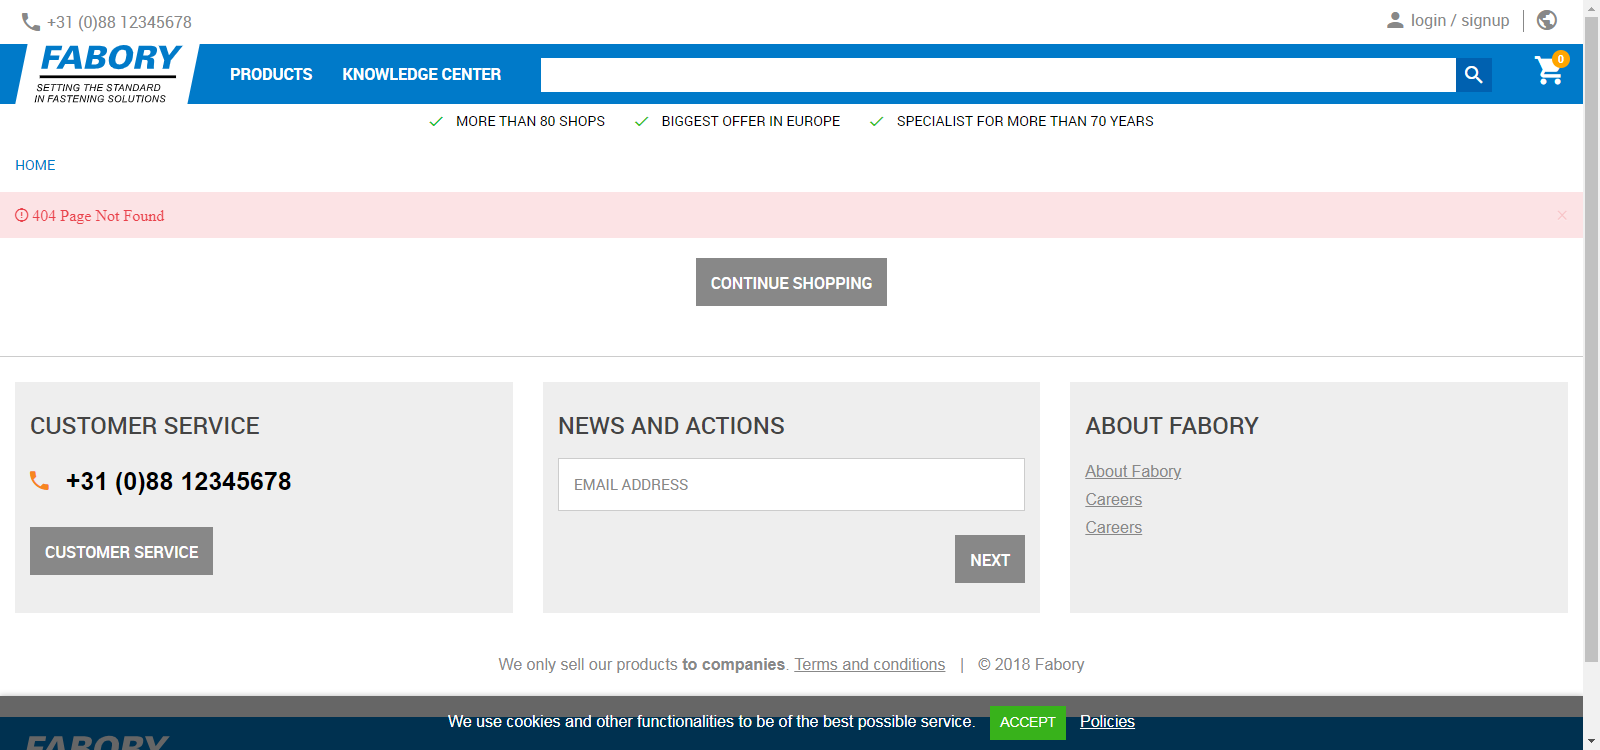 +31 (0)88 12345678
login / signup
FABORY
SETTING THE STANDARD
IN FASTENING SOLUTIONS
PRODUCTS
KNOWLEDGE CENTER
0
MORE THAN 80 SHOPS
BIGGEST OFFER IN EUROPE
SPECIALIST FOR MORE THAN 70 YEARS
HOME
404 Page Not Found
×
CONTINUE SHOPPING
CUSTOMER SERVICE
+31 (0)88 12345678
CUSTOMER SERVICE
NEWS AND ACTIONS
EMAIL ADDRESS
NEXT
ABOUT FABORY
About Fabory
Careers
Careers
We only sell our products to companies. Terms and conditions | © 2018 Fabory
We use cookies and other functionalities to be of the best possible service. ACCEPT Policies
FABORY